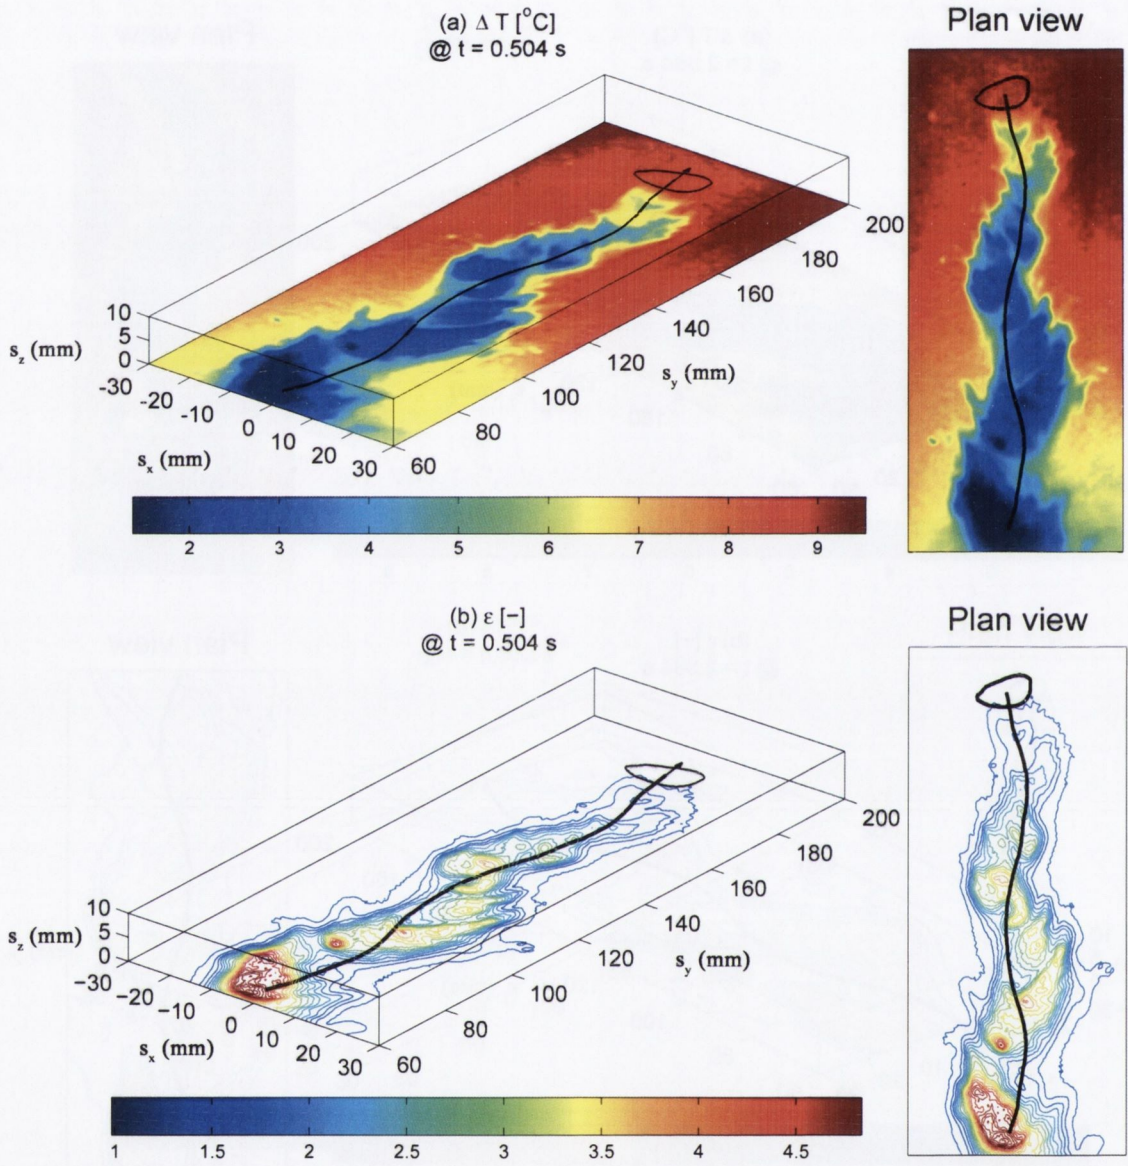 (a) Δ T [°C]
@ t = 0.504 s
Plan view
10
5
0
s_z (mm)
-30
-20
-10
0
10
20
30
s_x (mm)
60
80
100
120
140
160
180
200
s_y (mm)
2 3 4 5 6 7 8 9
(b) ε [−]
@ t = 0.504 s
Plan view
10
5
0
s_z (mm)
−30
−20
−10
0
10
20
30
s_x (mm)
60
80
100
120
140
160
180
200
s_y (mm)
1 1.5 2 2.5 3 3.5 4 4.5